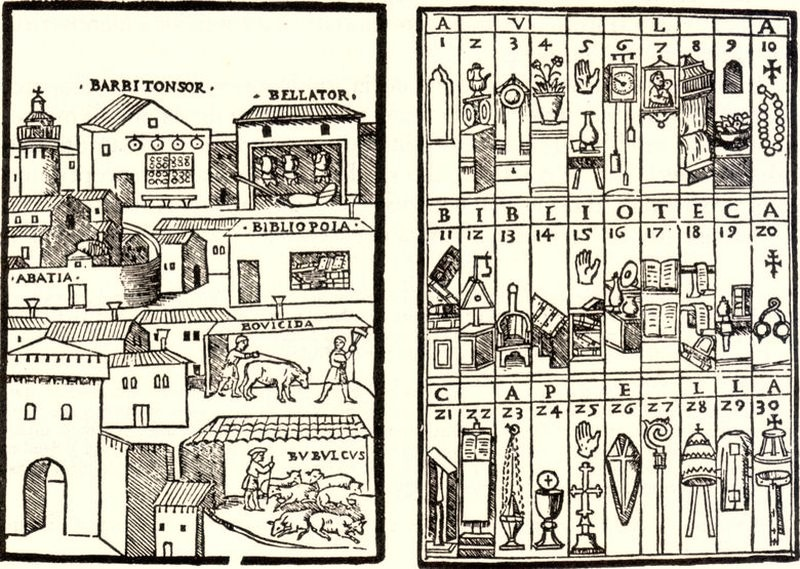 BARBITONSOR
BELLATOR
BIBLIOPOLA
ABATIA
BOVICIDA
BUBULCUS
A V L A
1 2 3 4 5 6 7 8 9 10
B I B L I O T E C A
11 12 13 14 15 16 17 18 19 20
C A P E L L A
21 22 23 24 25 26 27 28 29 30